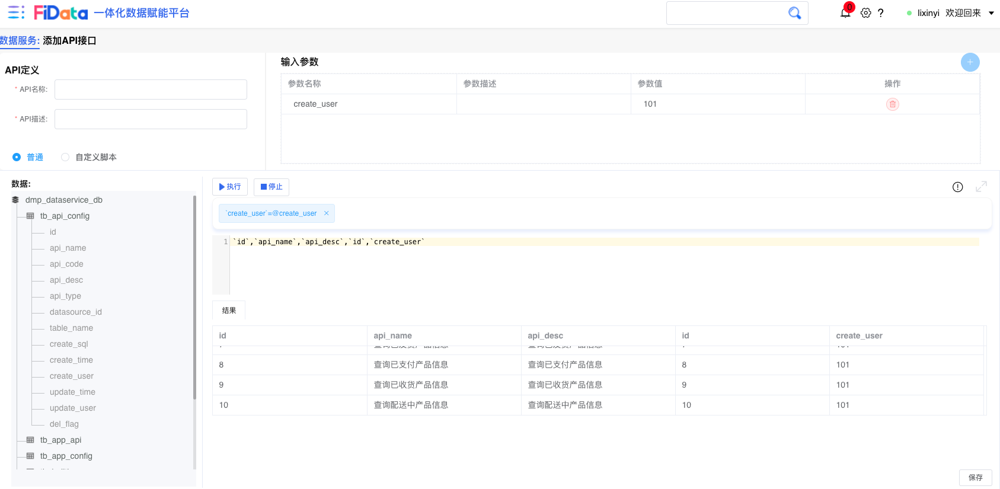 FiData 一体化数据赋能平台
0
?
lixinyi 欢迎回来
数据服务: 添加API接口
API定义
* API名称:
* API描述:
普通 自定义脚本
输入参数
参数名称 参数描述 参数值 操作
create_user 101
数据:
dmp_dataservice_db
tb_api_config
id
api_name
api_code
api_desc
api_type
datasource_id
table_name
create_sql
create_time
create_user
update_time
update_user
del_flag
tb_app_api
tb_app_config
执行 停止
`create_user`=@create_user ×
1 `id`,`api_name`,`api_desc`,`id`,`create_user`
结果
id api_name api_desc id create_user
8 查询已支付产品信息 查询已支付产品信息 8 101
9 查询已收货产品信息 查询已收货产品信息 9 101
10 查询配送中产品信息 查询配送中产品信息 10 101
保存